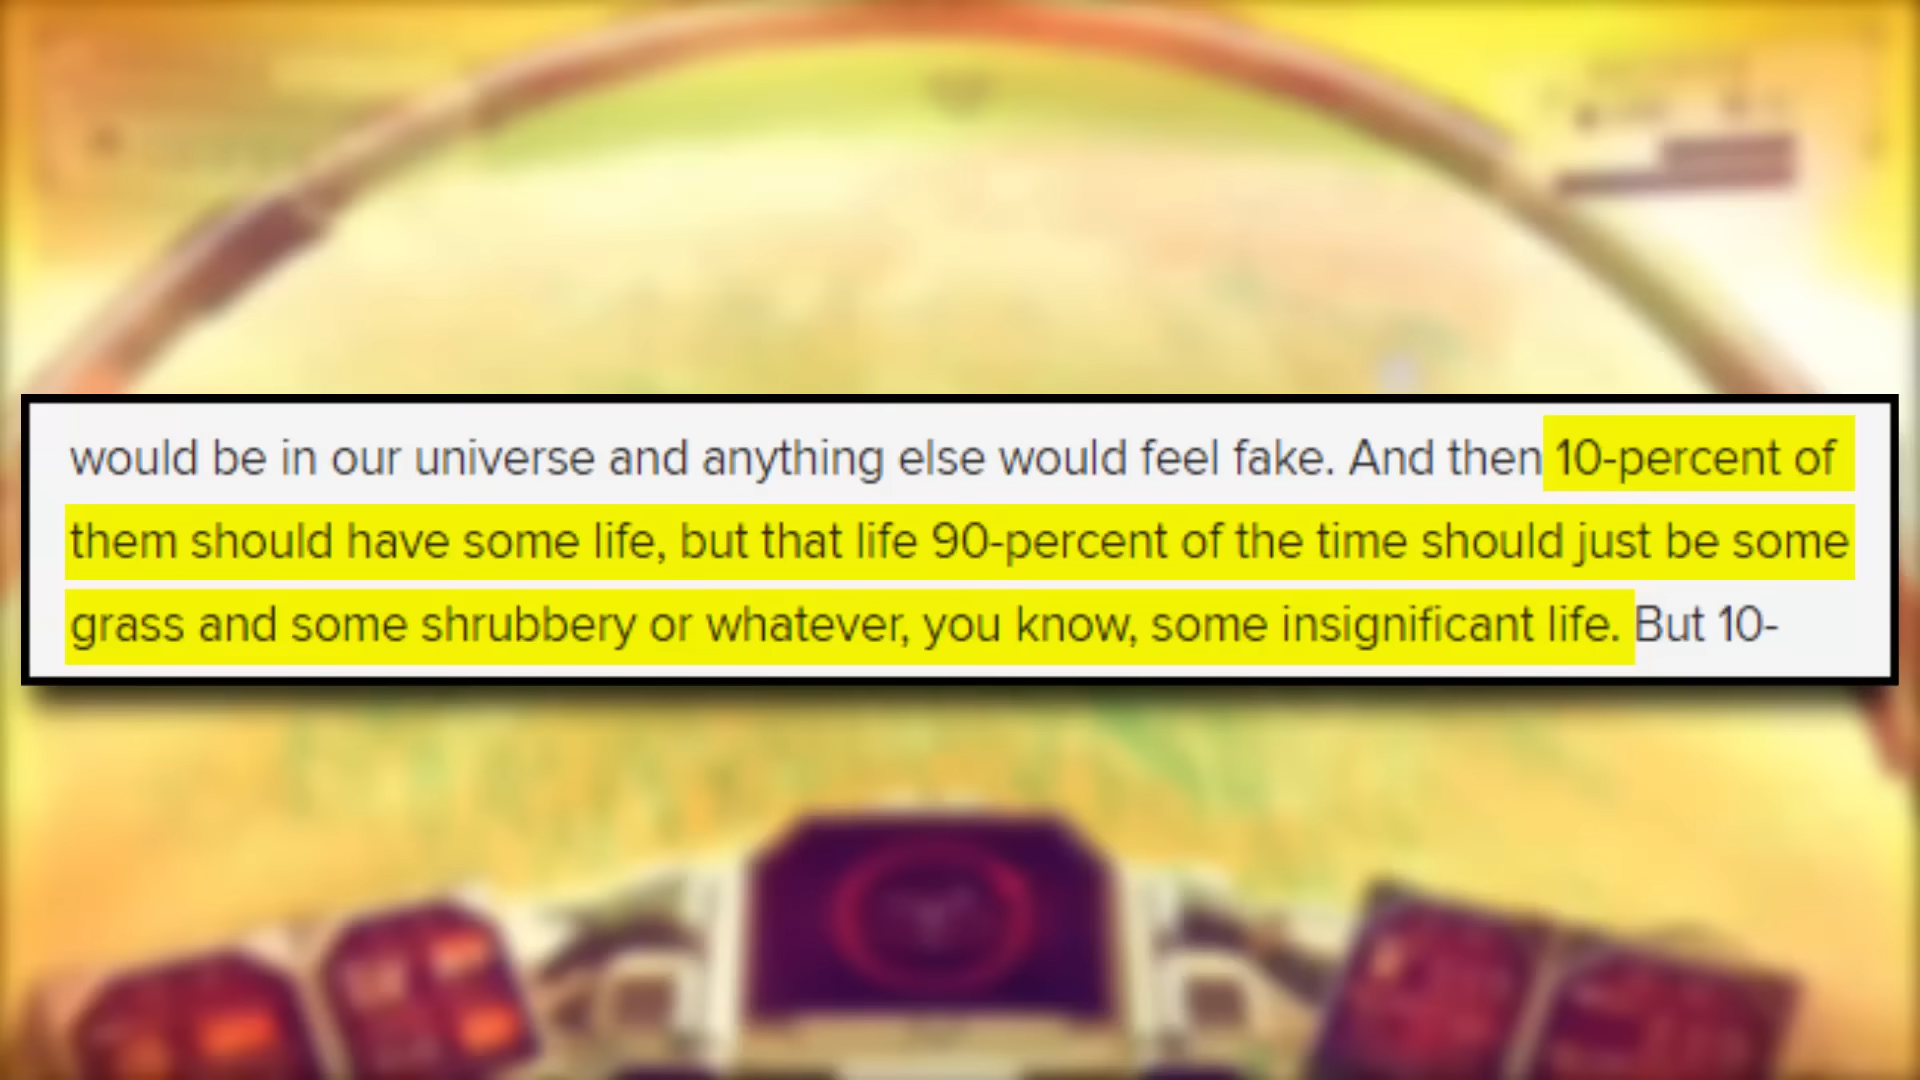 would be in our universe and anything else would feel fake. And then 10-percent of
them should have some life, but that life 90-percent of the time should just be some
grass and some shrubbery or whatever, you know, some insignificant life. But 10-